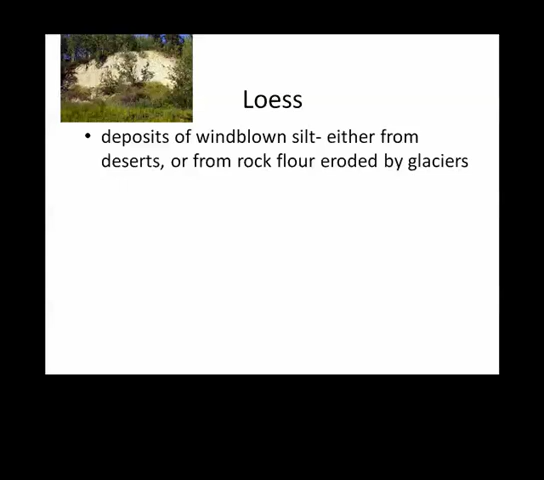 Loess
• deposits of windblown silt- either from
deserts, or from rock flour eroded by glaciers